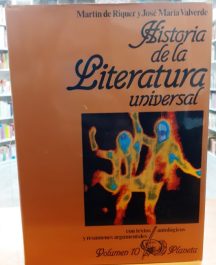 Martín de Riquer y José María Valverde
Historia
de la
Literatura
universal
con textos antológicos
y resúmenes argumentales
Volumen 10 Planeta